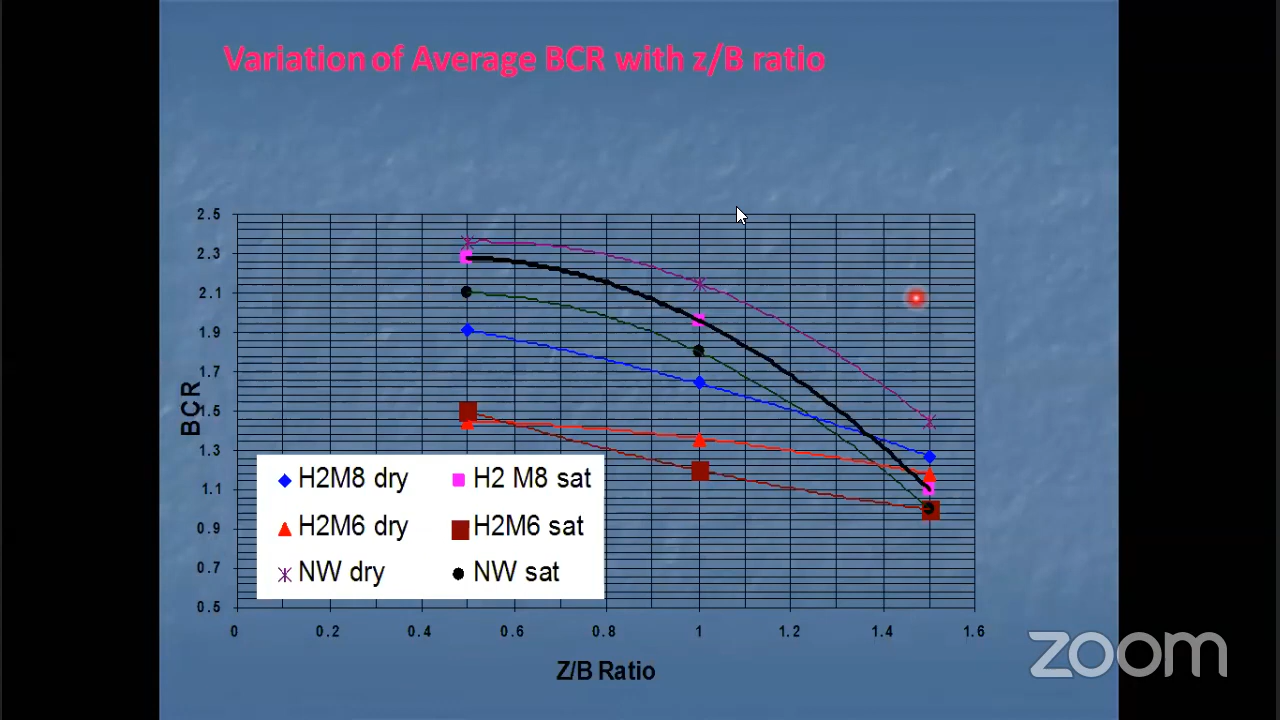 Variation of Average BCR with z/B ratio
2.5
2.3
2.1
1.9
1.7
1.5
1.3
1.1
0.9
0.7
0.5
BCR
H2M8 dry
H2 M8 sat
H2M6 dry
H2M6 sat
NW dry
NW sat
0 0.2 0.4 0.6 0.8 1 1.2 1.4 1.6
Z/B Ratio
zoom